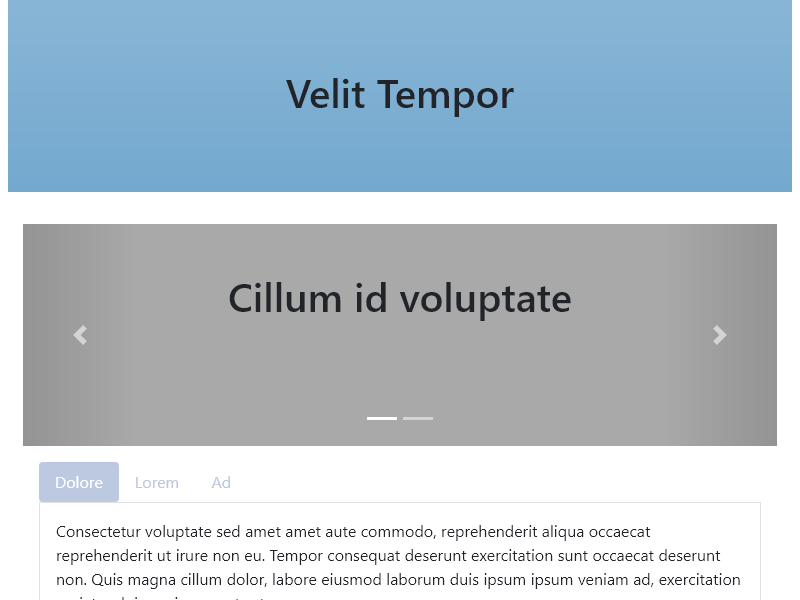 Velit Tempor
Cillum id voluptate
Dolore Lorem Ad
Consectetur voluptate sed amet amet aute commodo, reprehenderit aliqua occaecat
reprehenderit ut irure non eu. Tempor consequat deserunt exercitation sunt occaecat deserunt
non. Quis magna cillum dolor, labore eiusmod laborum duis ipsum ipsum veniam ad, exercitation